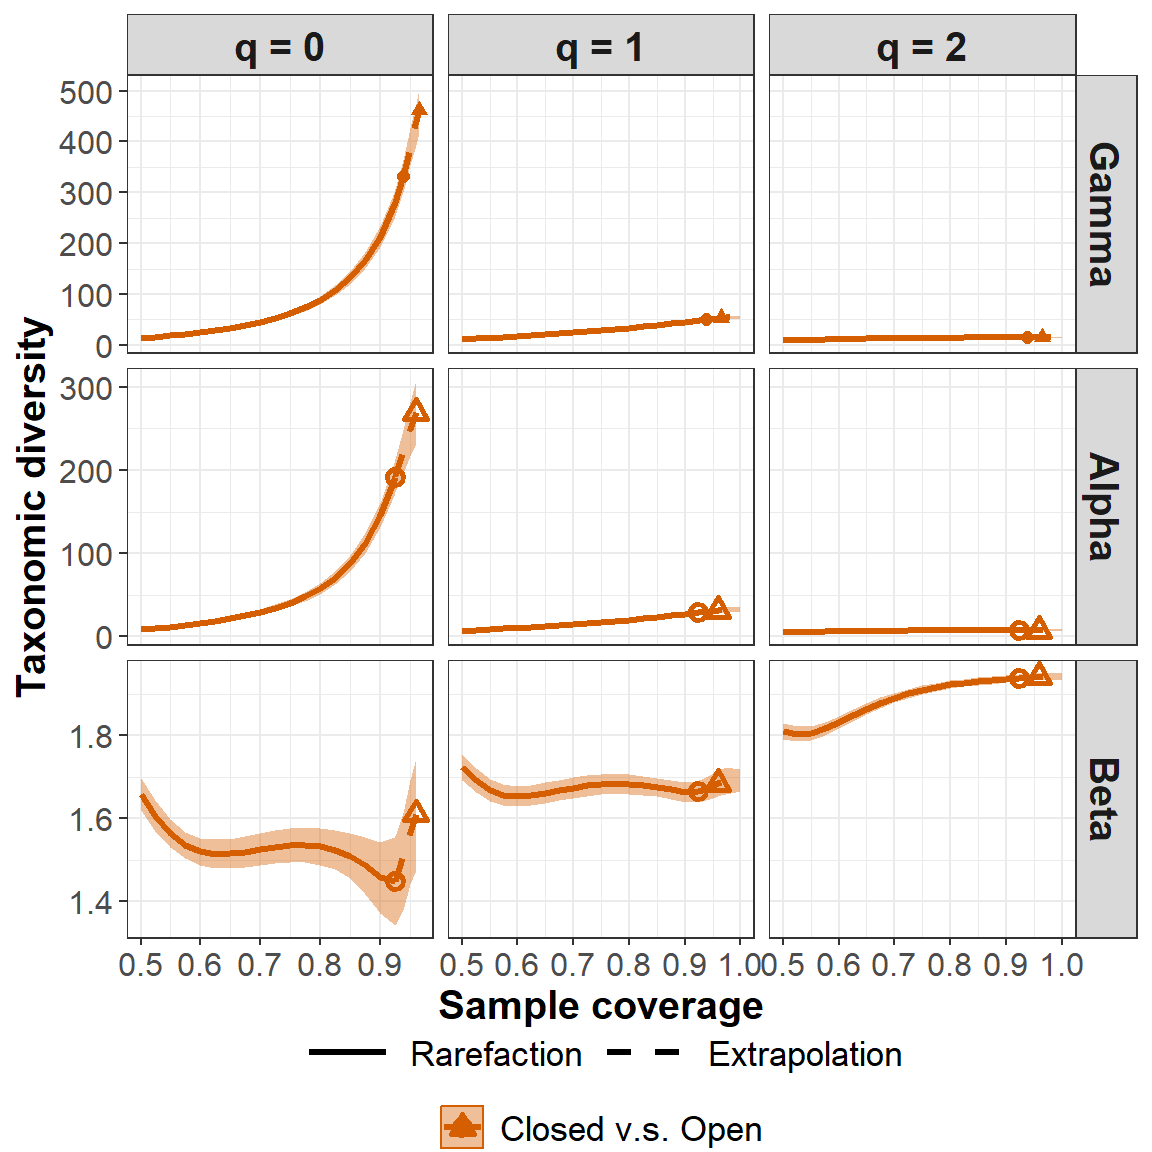 q = 0 q = 1 q = 2
500
400
300
200
100
0
Gamma
300
200
100
0
Alpha
1.8
1.6
1.4
Beta
Taxonomic diversity
0.5 0.6 0.7 0.8 0.9 0.5 0.6 0.7 0.8 0.9 1.0 0.5 0.6 0.7 0.8 0.9 1.0
Sample coverage
Rarefaction Extrapolation
Closed v.s. Open